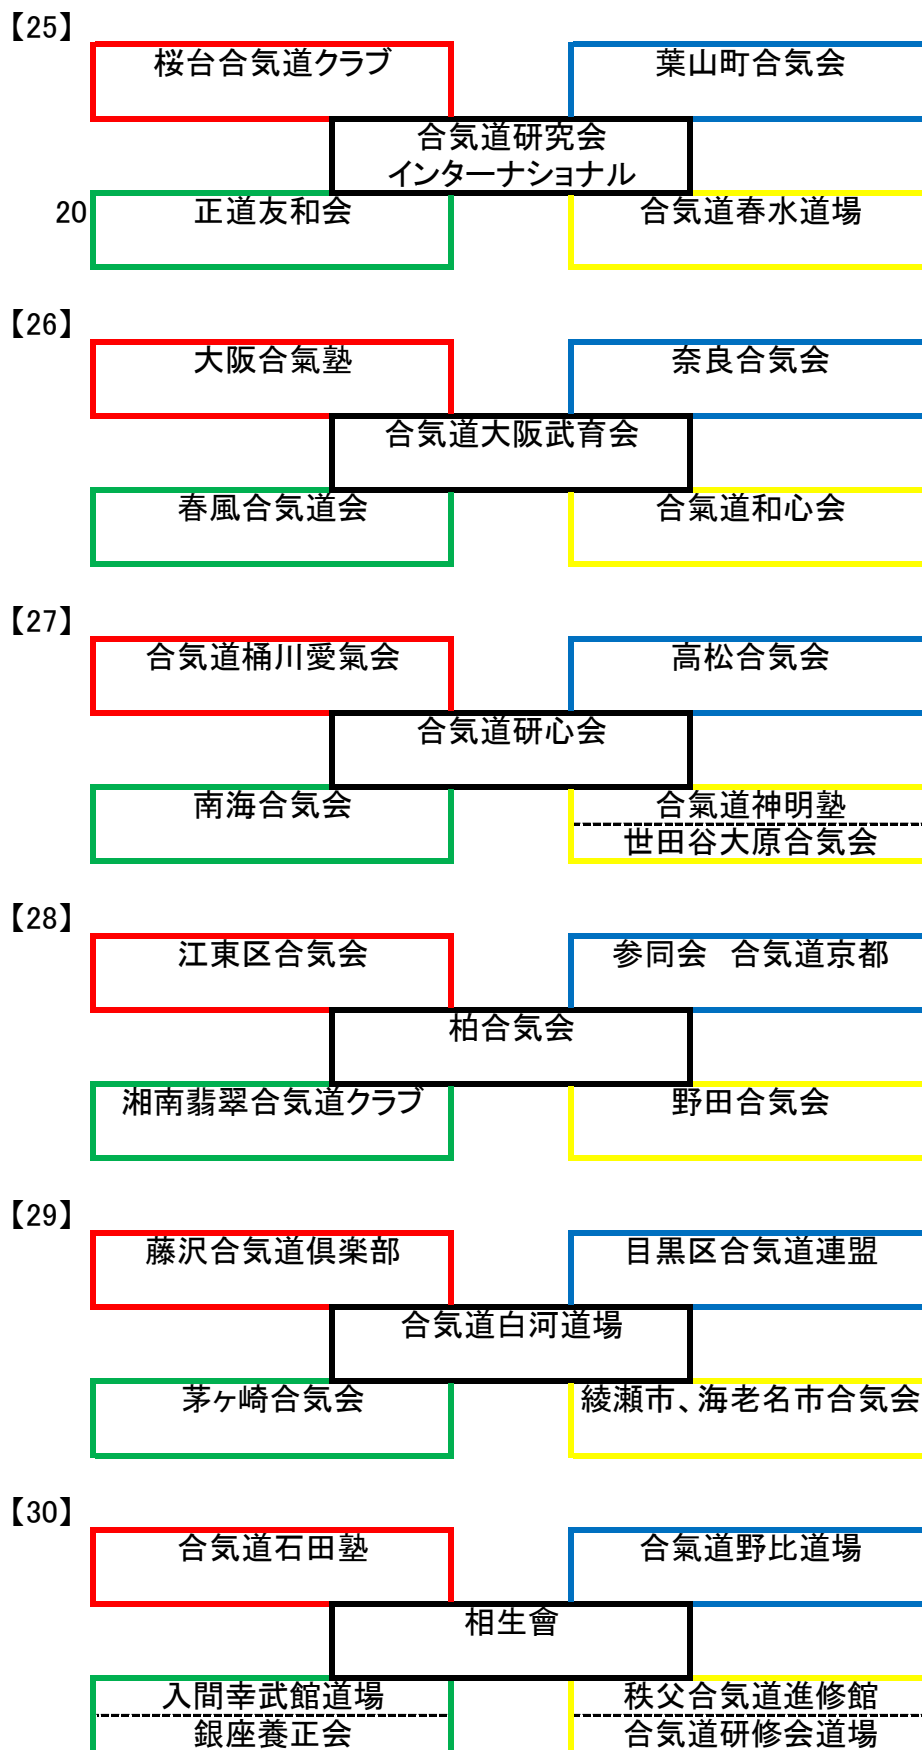 【25】
桜台合気道クラブ
葉山町合気会
合気道研究会
インターナショナル
20
正道友和会
合気道春水道場
【26】
大阪合氣塾
奈良合気会
合気道大阪武育会
春風合気道会
合氣道和心会
【27】
合気道桶川愛氣会
高松合気会
合気道研心会
南海合気会
合氣道神明塾
世田谷大原合気会
【28】
江東区合気会
参同会　合気道京都
柏合気会
湘南翡翠合気道クラブ
野田合気会
【29】
藤沢合気道倶楽部
目黒区合気道連盟
合気道白河道場
茅ヶ崎合気会
綾瀬市、海老名市合気会
【30】
合気道石田塾
合氣道野比道場
相生會
入間幸武館道場
銀座養正会
秩父合気道進修館
合気道研修会道場